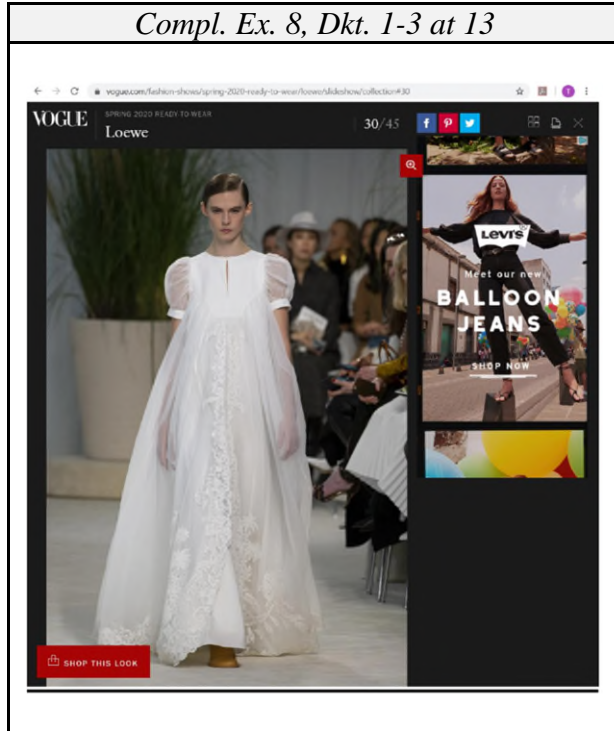 Compl. Ex. 8, Dkt. 1-3 at 13
vogue.com/fashion-shows/spring-2020-ready-to-wear/loewe/slideshow/collection#30
VOGUE
SPRING 2020 READY-TO-WEAR
Loewe
30/45
Levi's
Meet our new
BALLOON
JEANS
SHOP NOW
SHOP THIS LOOK